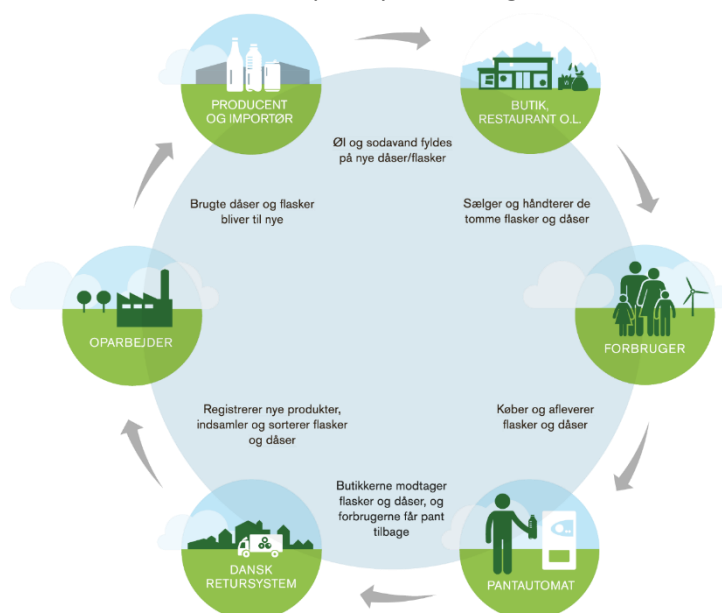 PRODUCENT
OG IMPORTØR
BUTIK,
RESTAURANT O.L.
Øl og sodavand fyldes
på nye dåser/flasker
Brugte dåser og flasker
bliver til nye
Sælger og håndterer de
tomme flasker og dåser
OPARBEJDER
FORBRUGER
Registrerer nye produkter,
indsamler og sorterer flasker
og dåser
Køber og afleverer
flasker og dåser
Butikkerne modtager
flasker og dåser, og
forbrugerne får pant
tilbage
DANSK
RETURSYSTEM
PANTAUTOMAT